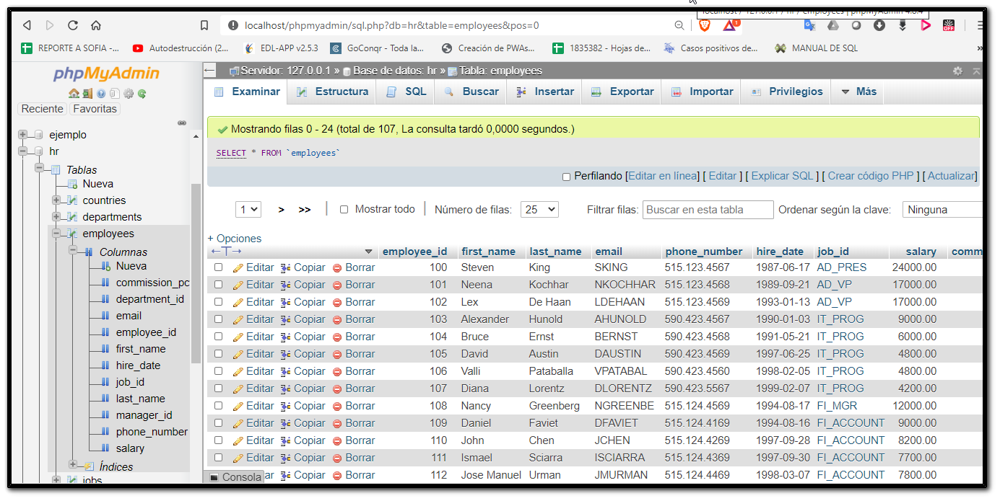 localhost / 127.0.0.1 / hr / employees | phpMyAdmin 4.8.4
localhost/phpmyadmin/sql.php?db=hr&table=employees&pos=0
1
OFF
REPORTE A SOFIA -...
Autodestrucción (2...
EDL-APP v2.5.3
GoConqr - Toda la...
Creación de PWAs...
1835382 - Hojas de...
Casos positivos de...
MANUAL DE SQL
»
phpMyAdmin
Reciente Favoritas
ejemplo
hr
Tablas
Nueva
countries
departments
employees
Columnas
Nueva
commission_pc
department_id
email
employee_id
first_name
hire_date
job_id
last_name
manager_id
phone_number
salary
Índices
jobs
Servidor: 127.0.0.1 » Base de datos: hr » Tabla: employees
Examinar Estructura SQL Buscar Insertar Exportar Importar Privilegios Más
Mostrando filas 0 - 24 (total de 107, La consulta tardó 0,0000 segundos.)
SELECT * FROM `employees`
Perfilando [Editar en línea] [ Editar ] [ Explicar SQL ] [ Crear código PHP ] [ Actualizar]
1 > >> | Mostrar todo | Número de filas: 25 Filtrar filas: Buscar en esta tabla Ordenar según la clave: Ninguna
+ Opciones
←T→ employee_id first_name last_name email phone_number hire_date job_id salary comm
Editar Copiar Borrar 100 Steven King SKING 515.123.4567 1987-06-17 AD_PRES 24000.00
Editar Copiar Borrar 101 Neena Kochhar NKOCHHAR 515.123.4568 1989-09-21 AD_VP 17000.00
Editar Copiar Borrar 102 Lex De Haan LDEHAAN 515.123.4569 1993-01-13 AD_VP 17000.00
Editar Copiar Borrar 103 Alexander Hunold AHUNOLD 590.423.4567 1990-01-03 IT_PROG 9000.00
Editar Copiar Borrar 104 Bruce Ernst BERNST 590.423.4568 1991-05-21 IT_PROG 6000.00
Editar Copiar Borrar 105 David Austin DAUSTIN 590.423.4569 1997-06-25 IT_PROG 4800.00
Editar Copiar Borrar 106 Valli Pataballa VPATABAL 590.423.4560 1998-02-05 IT_PROG 4800.00
Editar Copiar Borrar 107 Diana Lorentz DLORENTZ 590.423.5567 1999-02-07 IT_PROG 4200.00
Editar Copiar Borrar 108 Nancy Greenberg NGREENBE 515.124.4569 1994-08-17 FI_MGR 12000.00
Editar Copiar Borrar 109 Daniel Faviet DFAVIET 515.124.4169 1994-08-16 FI_ACCOUNT 9000.00
Editar Copiar Borrar 110 John Chen JCHEN 515.124.4269 1997-09-28 FI_ACCOUNT 8200.00
Editar Copiar Borrar 111 Ismael Sciarra ISCIARRA 515.124.4369 1997-09-30 FI_ACCOUNT 7700.00
Consola ar Copiar Borrar 112 Jose Manuel Urman JMURMAN 515.124.4469 1998-03-07 FI_ACCOUNT 7800.00